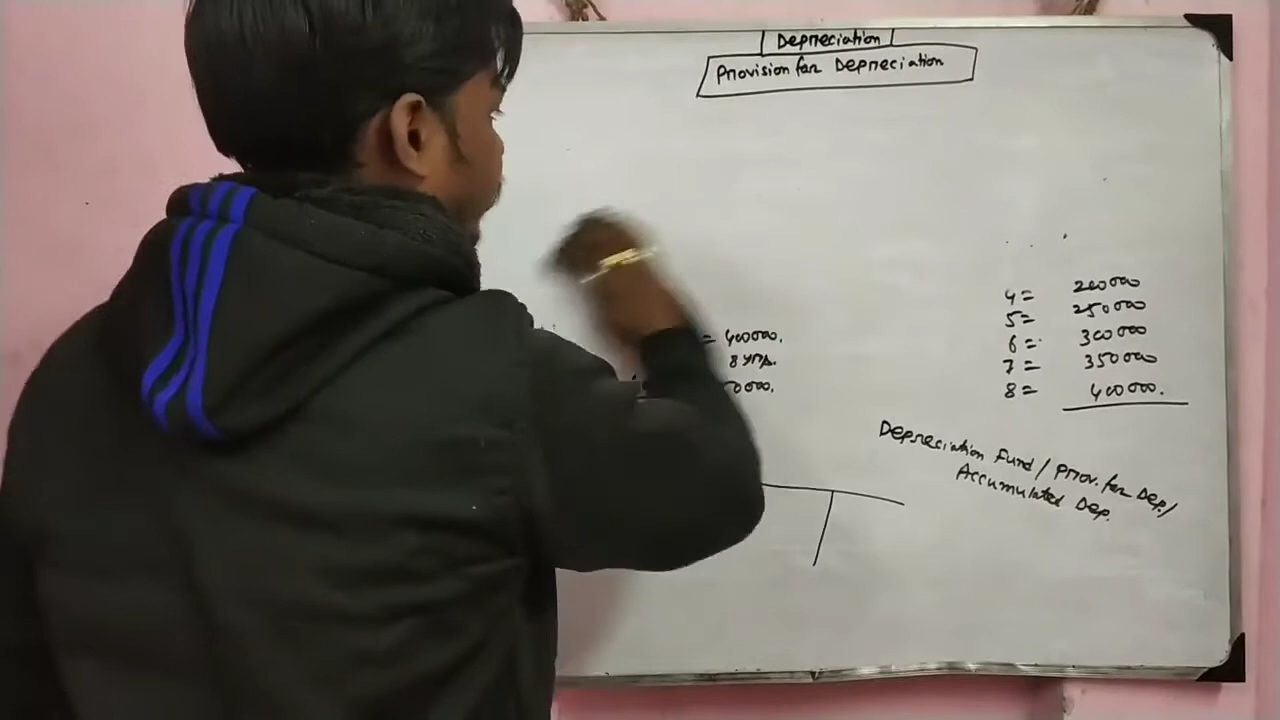 Depreciation
Provision for Depreciation
= 400000.
8 yrs.
0000.
4= 200000
5= 250000
6= 300000
7= 350000
8= 400000.
Depreciation Fund / Prov. for Dep./
Accumulated Dep.